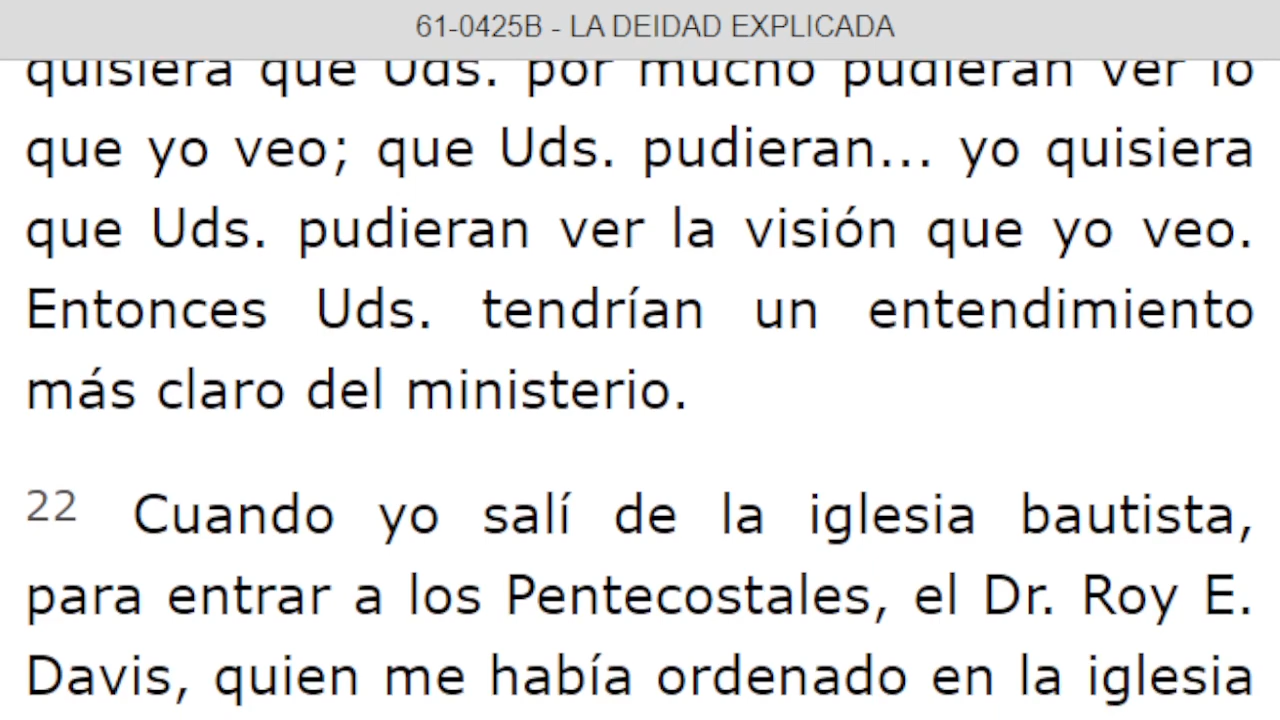 61-0425B - LA DEIDAD EXPLICADA
quisiera que Uds. por mucho pudieran ver lo
que yo veo; que Uds. pudieran... yo quisiera
que Uds. pudieran ver la visión que yo veo.
Entonces Uds. tendrían un entendimiento
más claro del ministerio.
22 Cuando yo salí de la iglesia bautista,
para entrar a los Pentecostales, el Dr. Roy E.
Davis, quien me había ordenado en la iglesia